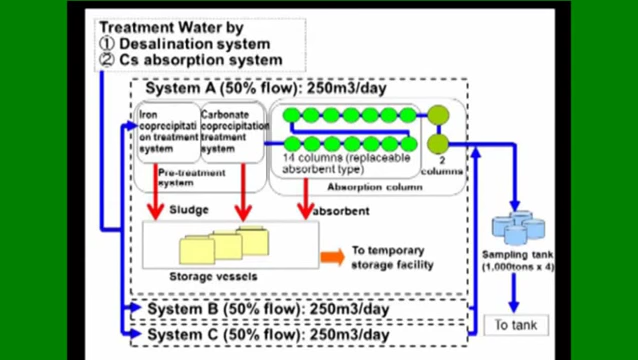 Treatment Water by
① Desalination system
② Cs absorption system
System A (50% flow): 250m3/day
Iron
coprecipitati
on treatment
system
Carbonate
coprecipitation
treatment
system
14 columns (replaceable
absorbent type)
2
columns
Pre-treatment
system
Absorption column
Sludge
absorbent
To temporary
storage facility
Storage vessels
Sampling tank
(1,000tons x 4)
To tank
System B (50% flow): 250m3/day
System C (50% flow): 250m3/day